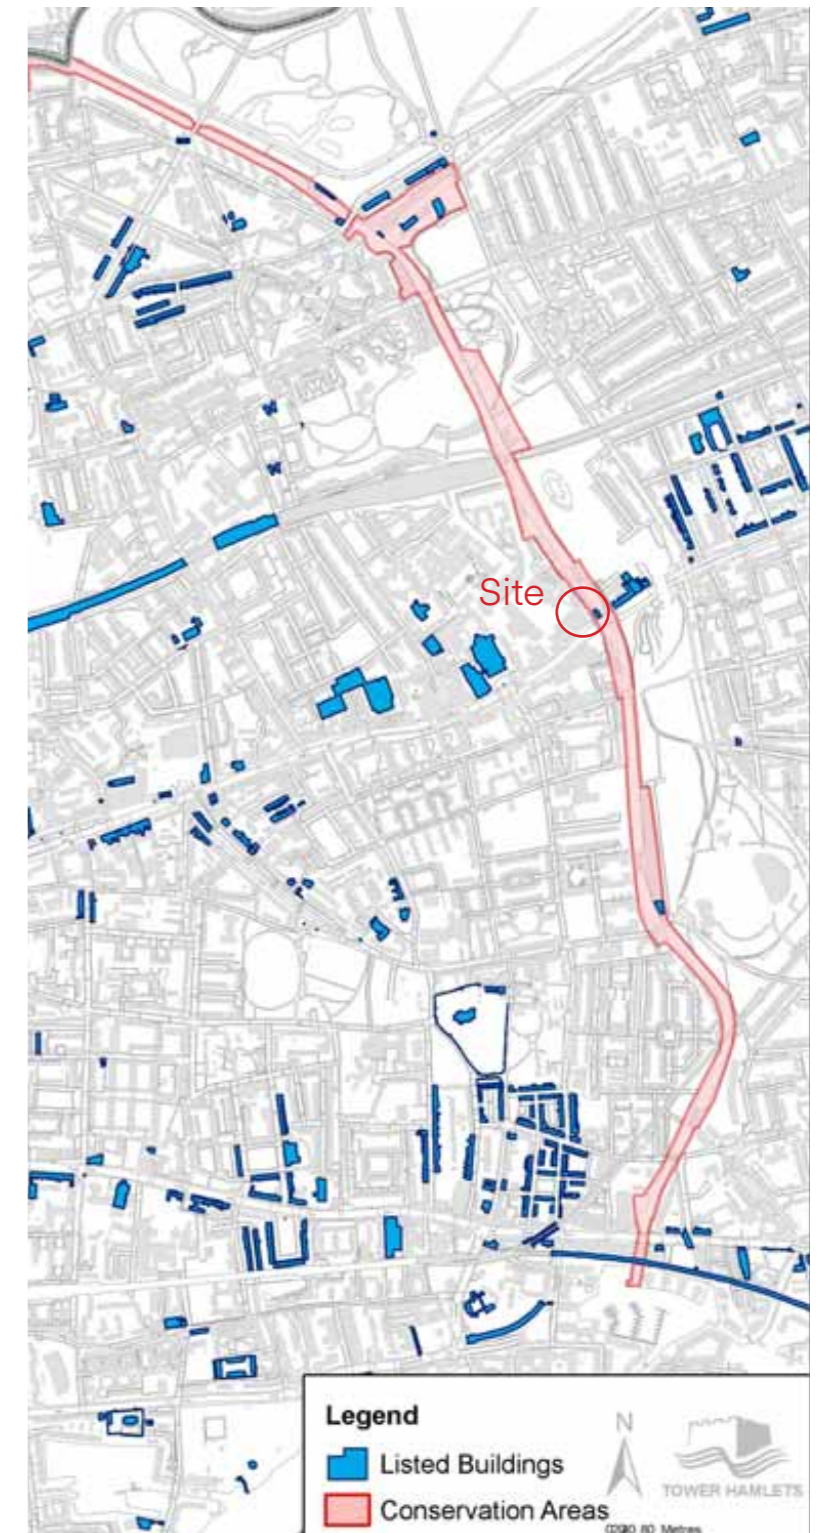 Site
Legend
N
Listed Buildings
TOWER HAMLETS
Conservation Areas
Metres